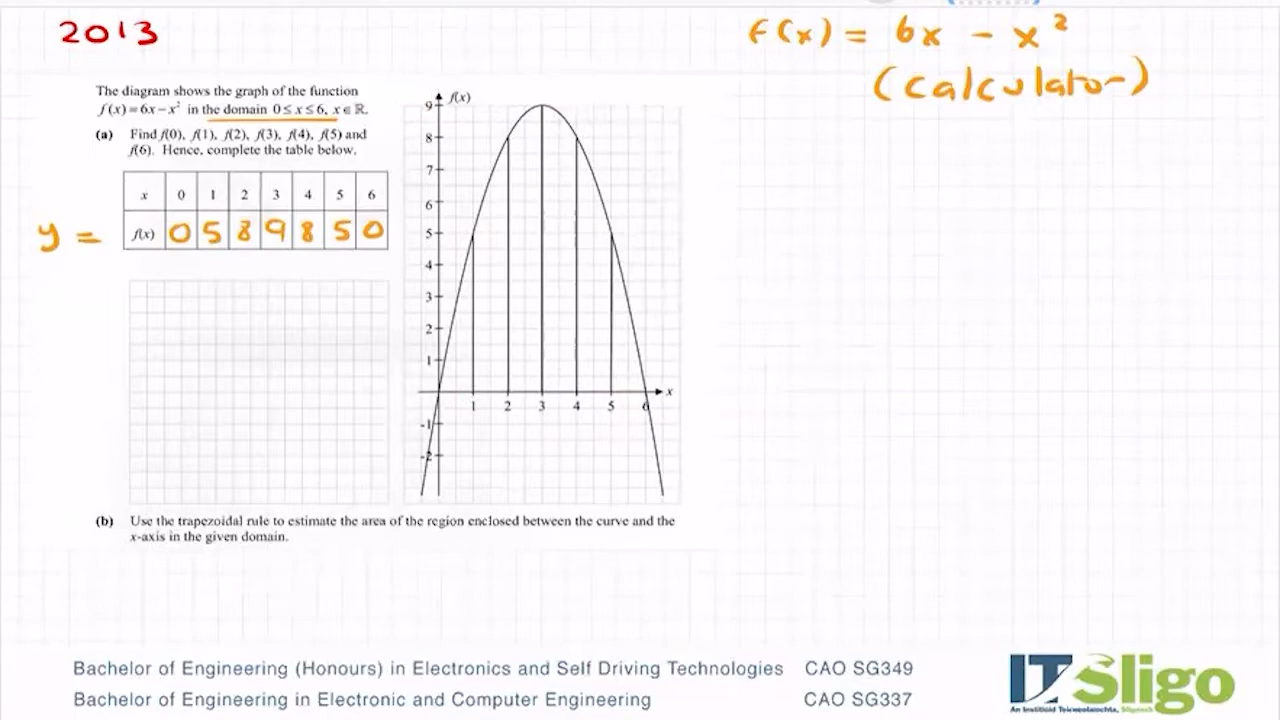 2013
f(x) = 6x - x²
(calculator)
The diagram shows the graph of the function
f(x)=6x−x² in the domain 0≤x≤6, x∈ℝ.
(a) Find f(0), f(1), f(2), f(3), f(4), f(5) and
f(6). Hence, complete the table below.
x 0 1 2 3 4 5 6
y = f(x) 0 5 8 9 8 5 0
f(x)
9
8
7
6
5
4
3
2
1
x
1 2 3 4 5 6
-1
-2
(b) Use the trapezoidal rule to estimate the area of the region enclosed between the curve and the
x-axis in the given domain.
Bachelor of Engineering (Honours) in Electronics and Self Driving Technologies CAO SG349
Bachelor of Engineering in Electronic and Computer Engineering CAO SG337
IT Sligo
An Institiúid Teicneolaíochta, Sligeach